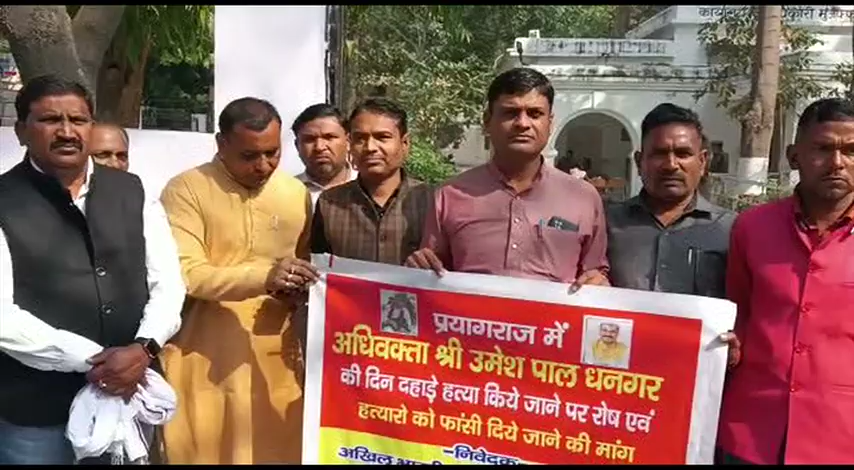 प्रयागराज में
अधिवक्ता श्री उमेश पाल धनगर
की दिन दहाड़े हत्या किये जाने पर रोष एवं
हत्यारो को फांसी दिये जाने की मांग
-निवेदक
अखिल